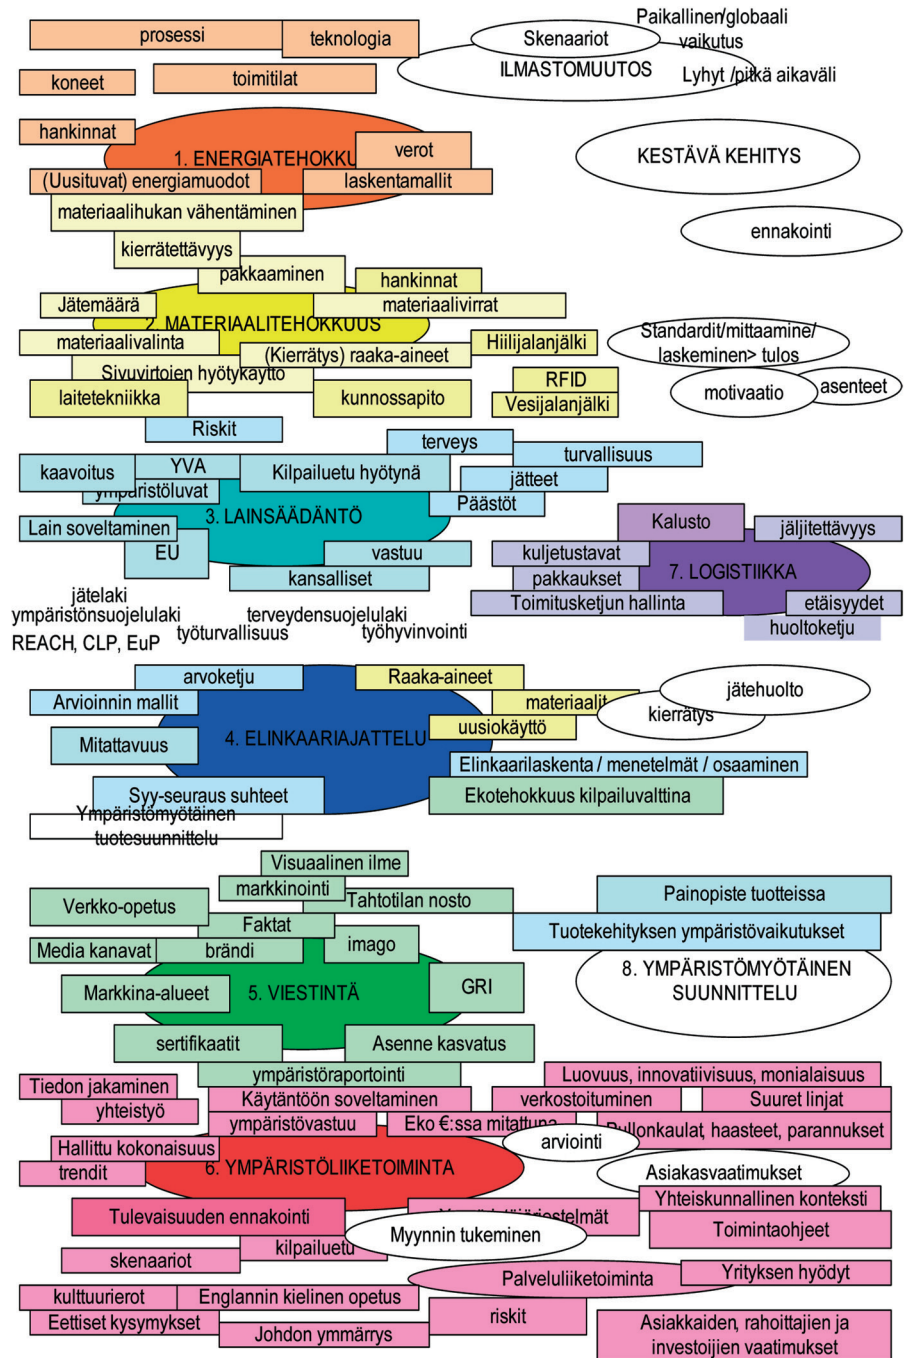 prosessi
teknologia
koneet
toimitilat
Skenaariot
ILMASTOMUUTOS
Paikallinen/globaali
vaikutus
Lyhyt /pitkä aikaväli
hankinnat
1. ENERGIATEHOKKU
verot
(Uusituvat) energiamuodot
laskentamallit
KESTÄVÄ KEHITYS
ennakointi
materiaalihukan vähentäminen
kierrätettävyys
pakkaaminen
hankinnat
Jätemäärä
materiaalivirrat
2. MATERIAALITEHOKKUUS
materiaalivalinta
(Kierrätys) raaka-aineet
Hiilijalanjälki
Sivuvirtojen hyötykäyttö
laitetekniikka
kunnossapito
RFID
Vesijalanjälki
Standardit/mittaamine/
laskeminen> tulos
motivaatio
asenteet
Riskit
terveys
turvallisuus
kaavoitus
YVA
Kilpailuetu hyötynä
jätteet
ympäristöluvat
Päästöt
3. LAINSÄÄDÄNTÖ
Lain soveltaminen
EU
vastuu
kansalliset
Kalusto
jäljitettävyys
kuljetustavat
7. LOGISTIIKKA
pakkaukset
Toimitusketjun hallinta
etäisyydet
huoltoketju
jätelaki
ympäristönsuojelulaki
terveydensuojelulaki
REACH, CLP, EuP
työturvallisuus
työhyvinvointi
arvoketju
Raaka-aineet
Arvioinnin mallit
materiaalit
jätehuolto
kierrätys
uusiokäyttö
Mitattavuus
4. ELINKAARIAJATTELU
Elinkaarilaskenta / menetelmät / osaaminen
Syy-seuraus suhteet
Ekotehokkuus kilpailuvalttina
Ympäristömyötäinen
tuotesuunnittelu
Visuaalinen ilme
markkinointi
Tahtotilan nosto
Verkko-opetus
Faktat
Media kanavat
brändi
imago
Markkina-alueet
5. VIESTINTÄ
GRI
sertifikaatit
Asenne kasvatus
ympäristöraportointi
Painopiste tuotteissa
Tuotekehityksen ympäristövaikutukset
8. YMPÄRISTÖMYÖTÄINEN
SUUNNITTELU
Tiedon jakaminen
yhteistyö
Käytäntöön soveltaminen
Luovuus, innovatiivisuus, monialaisuus
verkostoituminen
Suuret linjat
ympäristövastuu
Eko €:ssa mitattuna
Pullonkaulat, haasteet, parannukset
arviointi
Hallittu kokonaisuus
trendit
6. YMPÄRISTÖLIIKETOIMINTA
Asiakasvaatimukset
Yhteiskunnallinen konteksti
Tulevaisuuden ennakointi
Myynnin tukeminen
Toimintaohjeet
kilpailuetu
skenaariot
Palveluliiketoiminta
Yrityksen hyödyt
kulttuurierot
Englannin kielinen opetus
riskit
Eettiset kysymykset
Johdon ymmärrys
Asiakkaiden, rahoittajien ja
investoijien vaatimukset